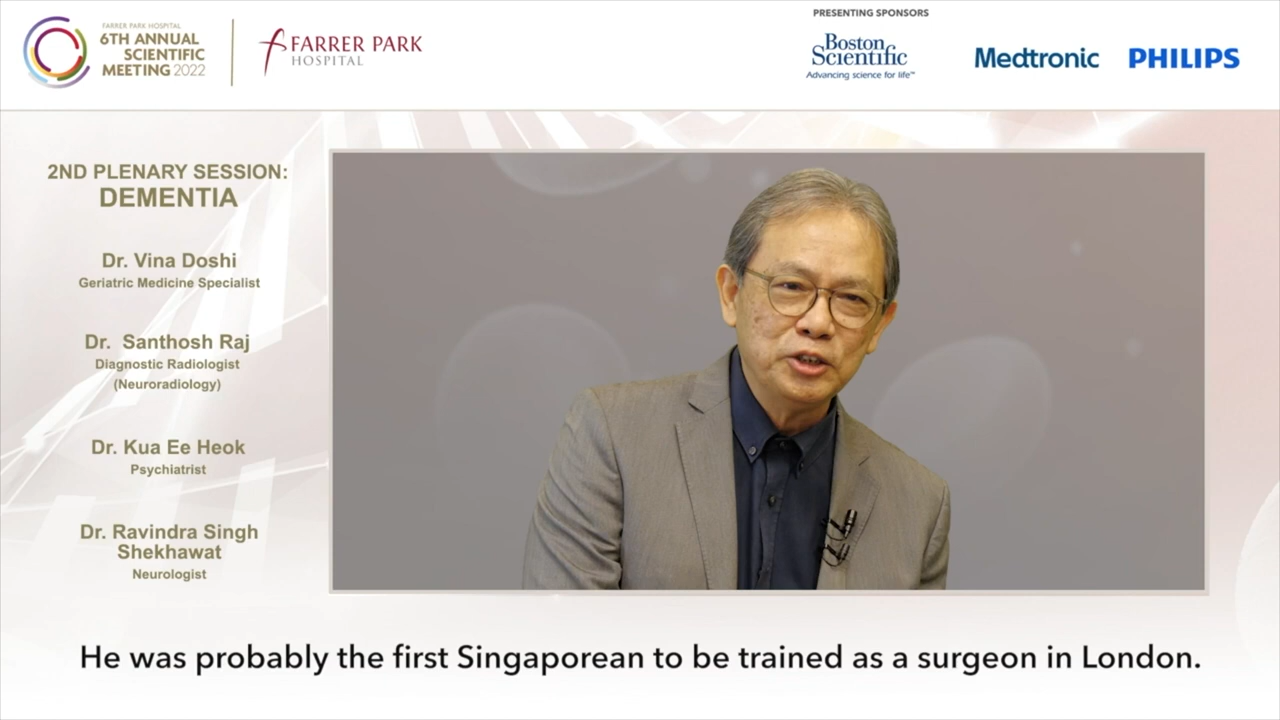 FARRER PARK HOSPITAL
6TH ANNUAL
SCIENTIFIC
MEETING 2022
FARRER PARK
HOSPITAL
PRESENTING SPONSORS
Boston
Scientific
Advancing science for life™
Medtronic
PHILIPS
2ND PLENARY SESSION:
DEMENTIA
Dr. Vina Doshi
Geriatric Medicine Specialist
Dr. Santhosh Raj
Diagnostic Radiologist
(Neuroradiology)
Dr. Kua Ee Heok
Psychiatrist
Dr. Ravindra Singh
Shekhawat
Neurologist
He was probably the first Singaporean to be trained as a surgeon in London.